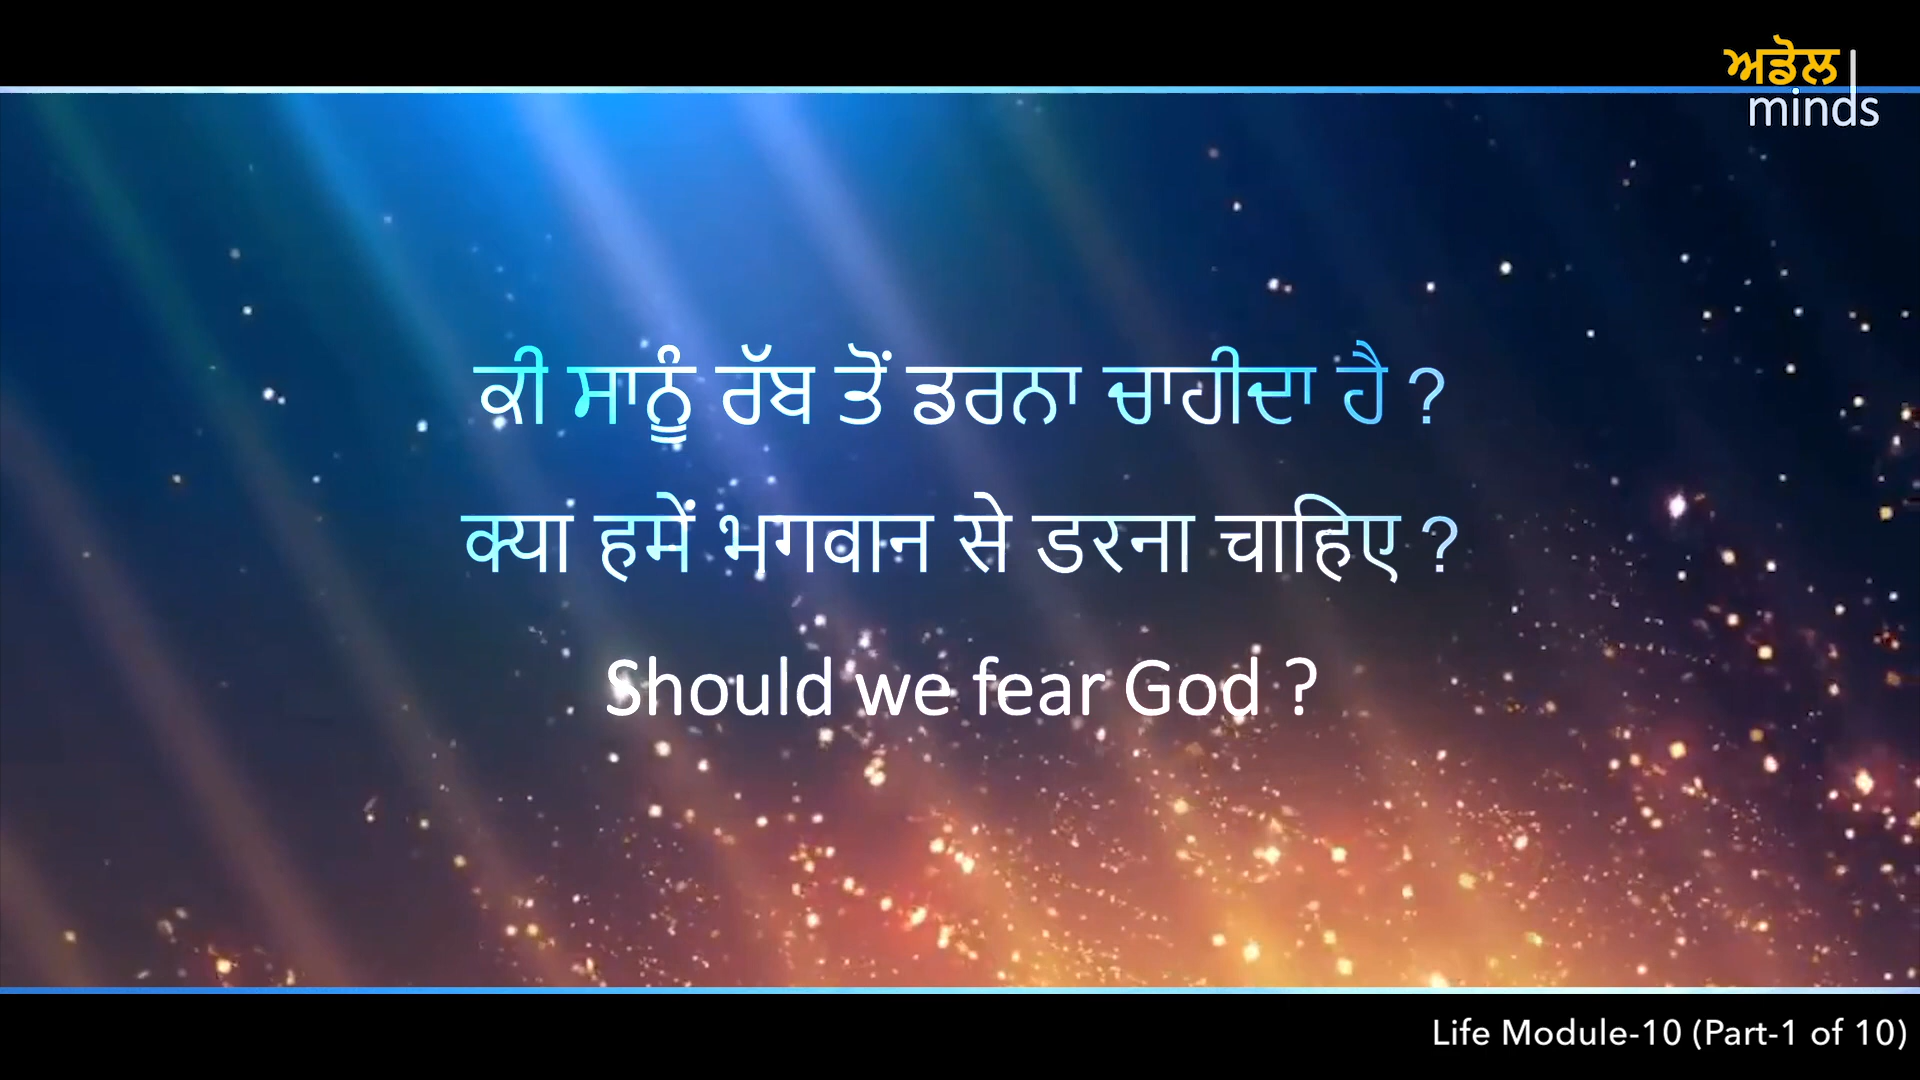 ਅਡੋਲ
minds
ਕੀ ਸਾਨੂੰ ਰੱਬ ਤੋਂ ਡਰਨਾ ਚਾਹੀਦਾ ਹੈ ?
क्या हमें भगवान से डरना चाहिए ?
Should we fear God ?
Life Module-10 (Part-1 of 10)